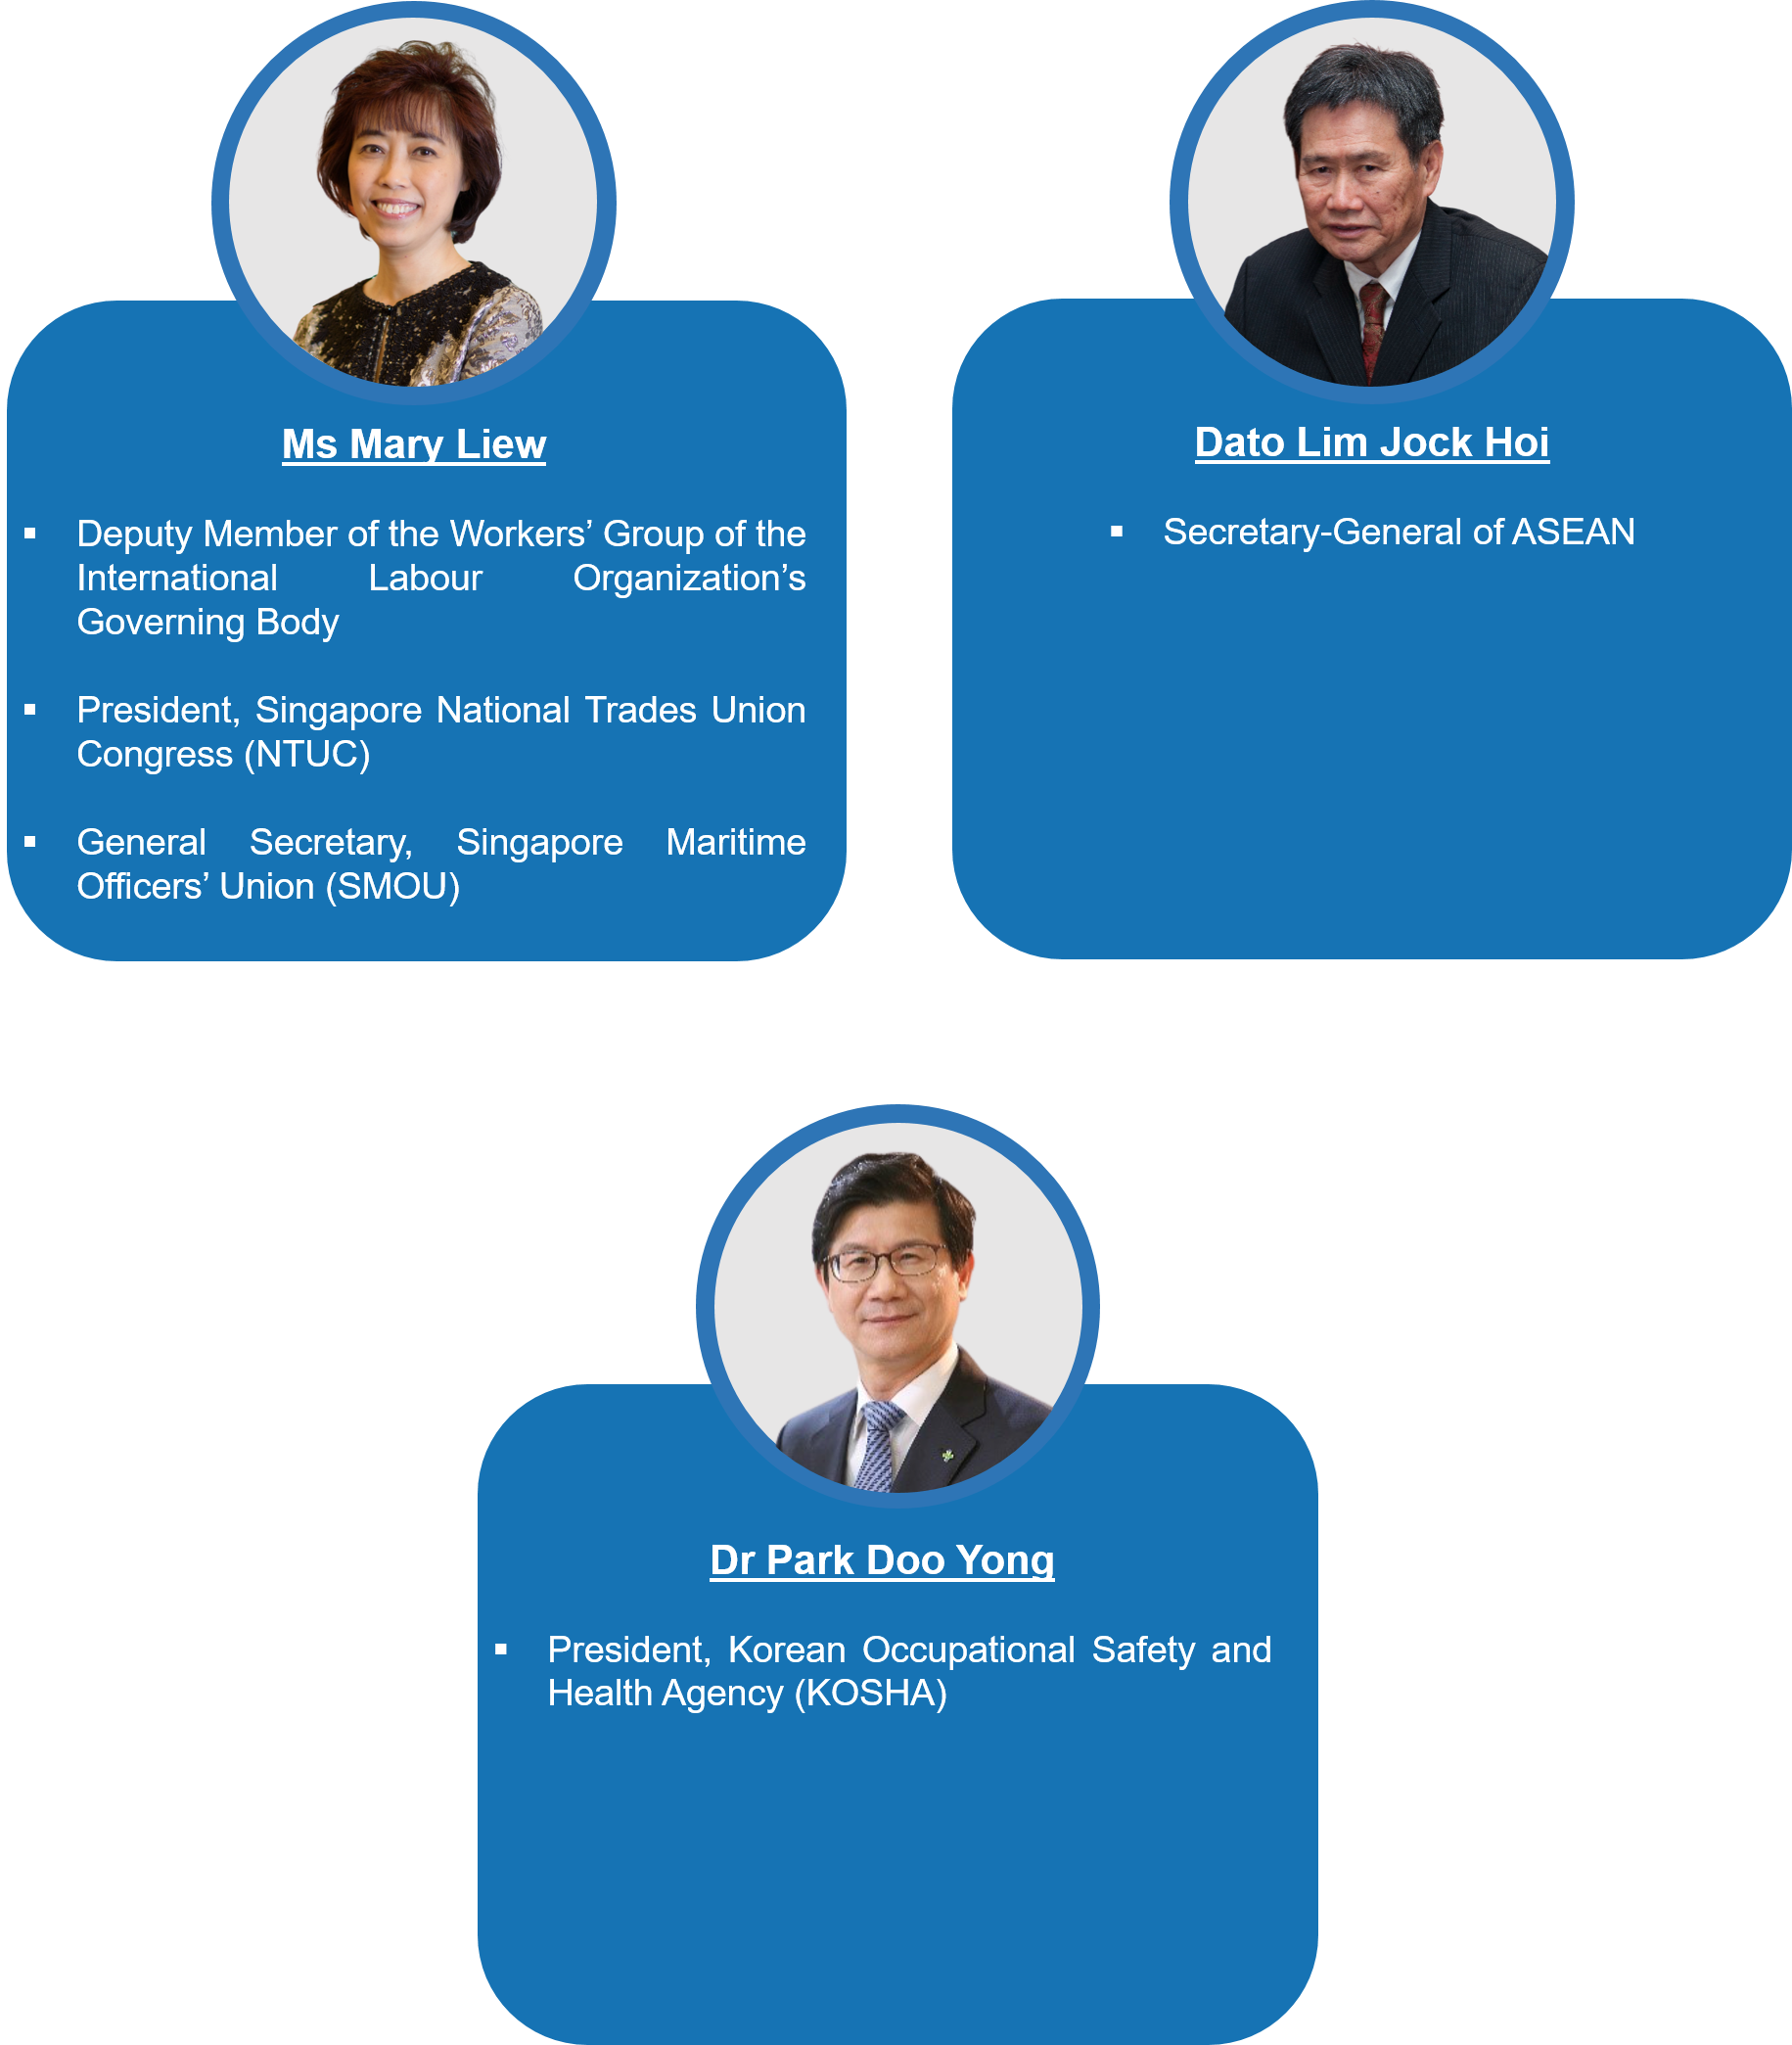 Ms Mary Liew
▪ Deputy Member of the Workers’ Group of the
International Labour Organization’s
Governing Body
▪ President, Singapore National Trades Union
Congress (NTUC)
▪ General Secretary, Singapore Maritime
Officers’ Union (SMOU)
Dato Lim Jock Hoi
▪ Secretary-General of ASEAN
Dr Park Doo Yong
▪ President, Korean Occupational Safety and
Health Agency (KOSHA)